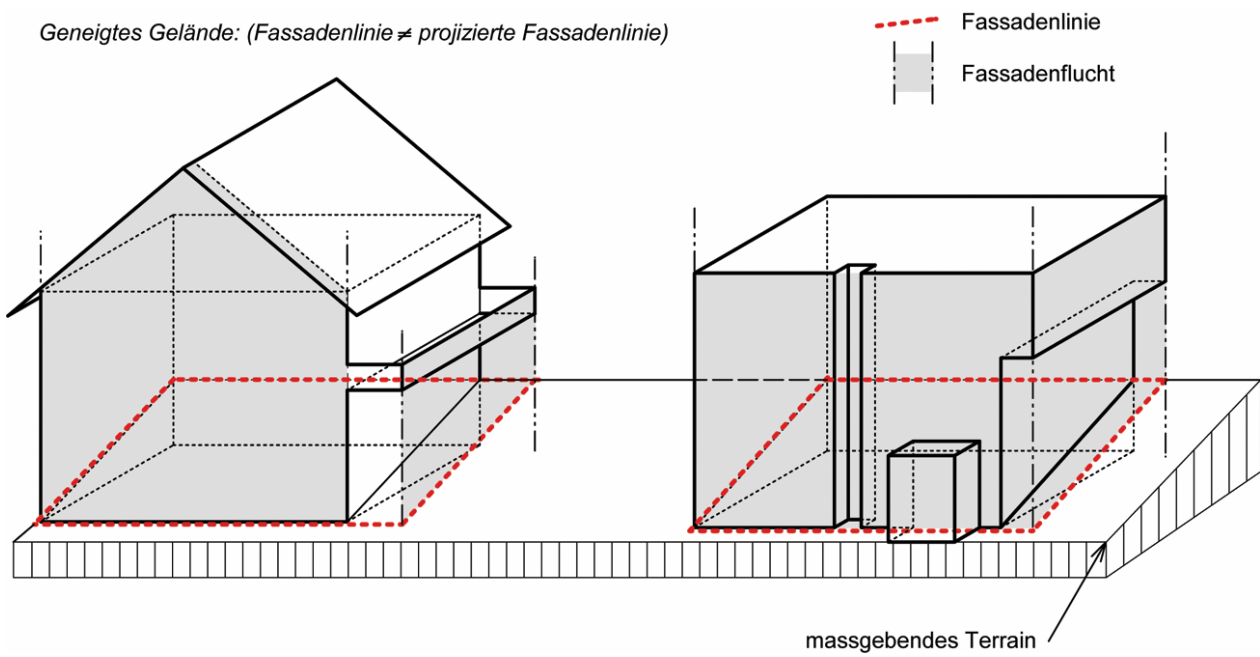 Geneigtes Gelände: (Fassadenlinie ≠ projizierte Fassadenlinie)
Fassadenlinie
Fassadenflucht
massgebendes Terrain